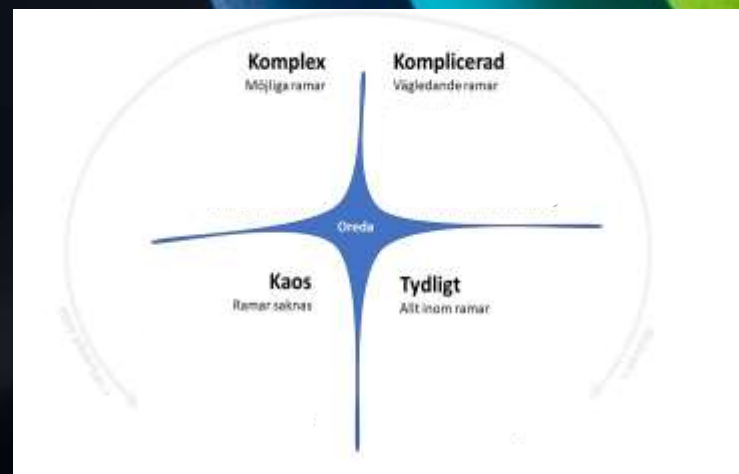 Komplex
Möjliga ramar
Komplicerad
Vägledande ramar
Oreda
Kaos
Ramar saknas
Tydligt
Allt inom ramar